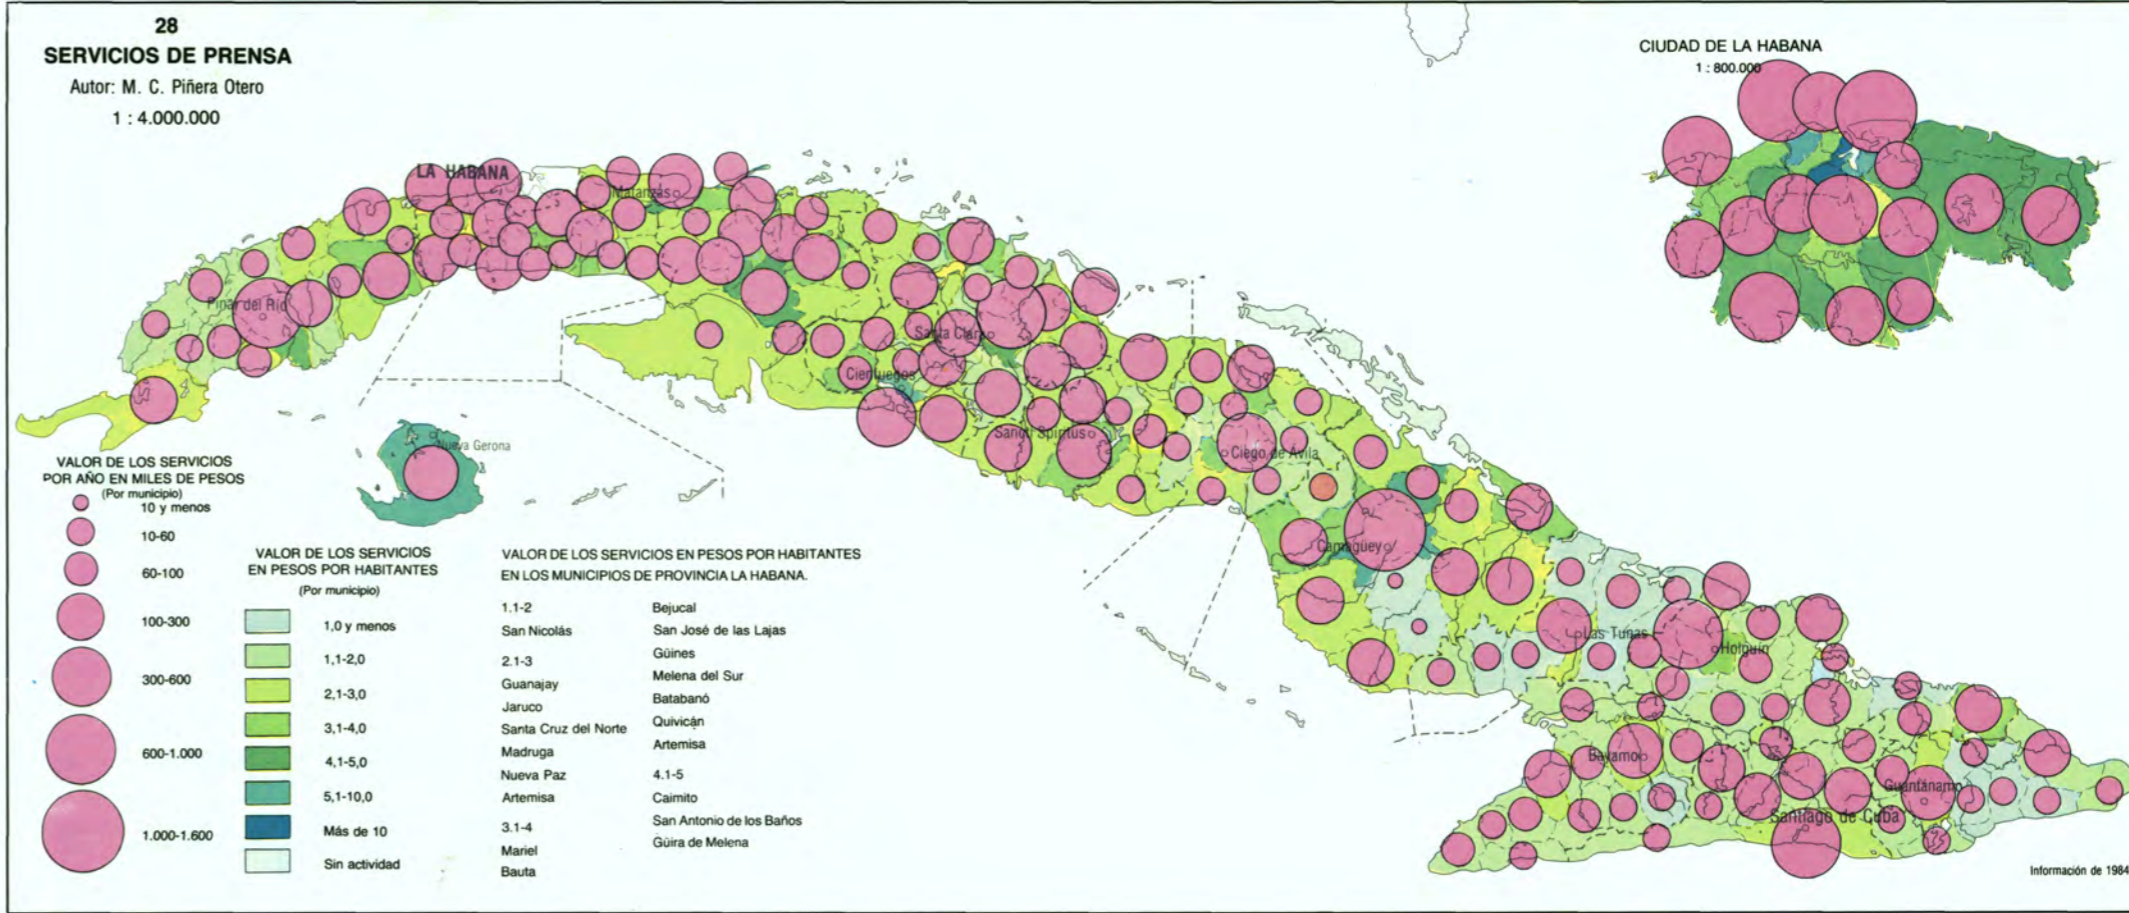 28
SERVICIOS DE PRENSA
Autor: M. C. Piñera Otero
1 : 4.000.000
CIUDAD DE LA HABANA
1 : 800.000
LA HABANA
Matanzas
Pinar del Río
Santa Clara
Cienfuegos
Nueva Gerona
Sancti Spíritus
Ciego de Ávila
Camagüey
Las Tunas
Holguín
Bayamo
Guantánamo
Santiago de Cuba
VALOR DE LOS SERVICIOS
POR AÑO EN MILES DE PESOS
(Por municipio)
10 y menos
10-60
60-100
100-300
300-600
600-1.000
1.000-1.600
VALOR DE LOS SERVICIOS
EN PESOS POR HABITANTES
(Por municipio)
1,0 y menos
1,1-2,0
2,1-3,0
3,1-4,0
4,1-5,0
5,1-10,0
Más de 10
Sin actividad
VALOR DE LOS SERVICIOS EN PESOS POR HABITANTES
EN LOS MUNICIPIOS DE PROVINCIA LA HABANA.
1.1-2
San Nicolás
2.1-3
Guanajay
Jaruco
Santa Cruz del Norte
Madruga
Nueva Paz
Artemisa
3.1-4
Mariel
Bauta
Bejucal
San José de las Lajas
Güines
Melena del Sur
Batabanó
Quivicán
Artemisa
4.1-5
Caimito
San Antonio de los Baños
Güira de Melena
Información de 1984